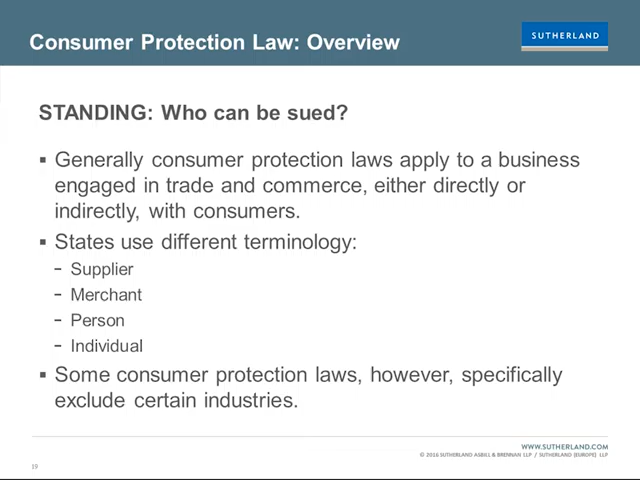 Consumer Protection Law: Overview
SUTHERLAND
STANDING: Who can be sued?
▪ Generally consumer protection laws apply to a business
engaged in trade and commerce, either directly or
indirectly, with consumers.
▪ States use different terminology:
- Supplier
- Merchant
- Person
- Individual
▪ Some consumer protection laws, however, specifically
exclude certain industries.
WWW.SUTHERLAND.COM
© 2016 SUTHERLAND ASBILL & BRENNAN LLP / SUTHERLAND (EUROPE) LLP
19